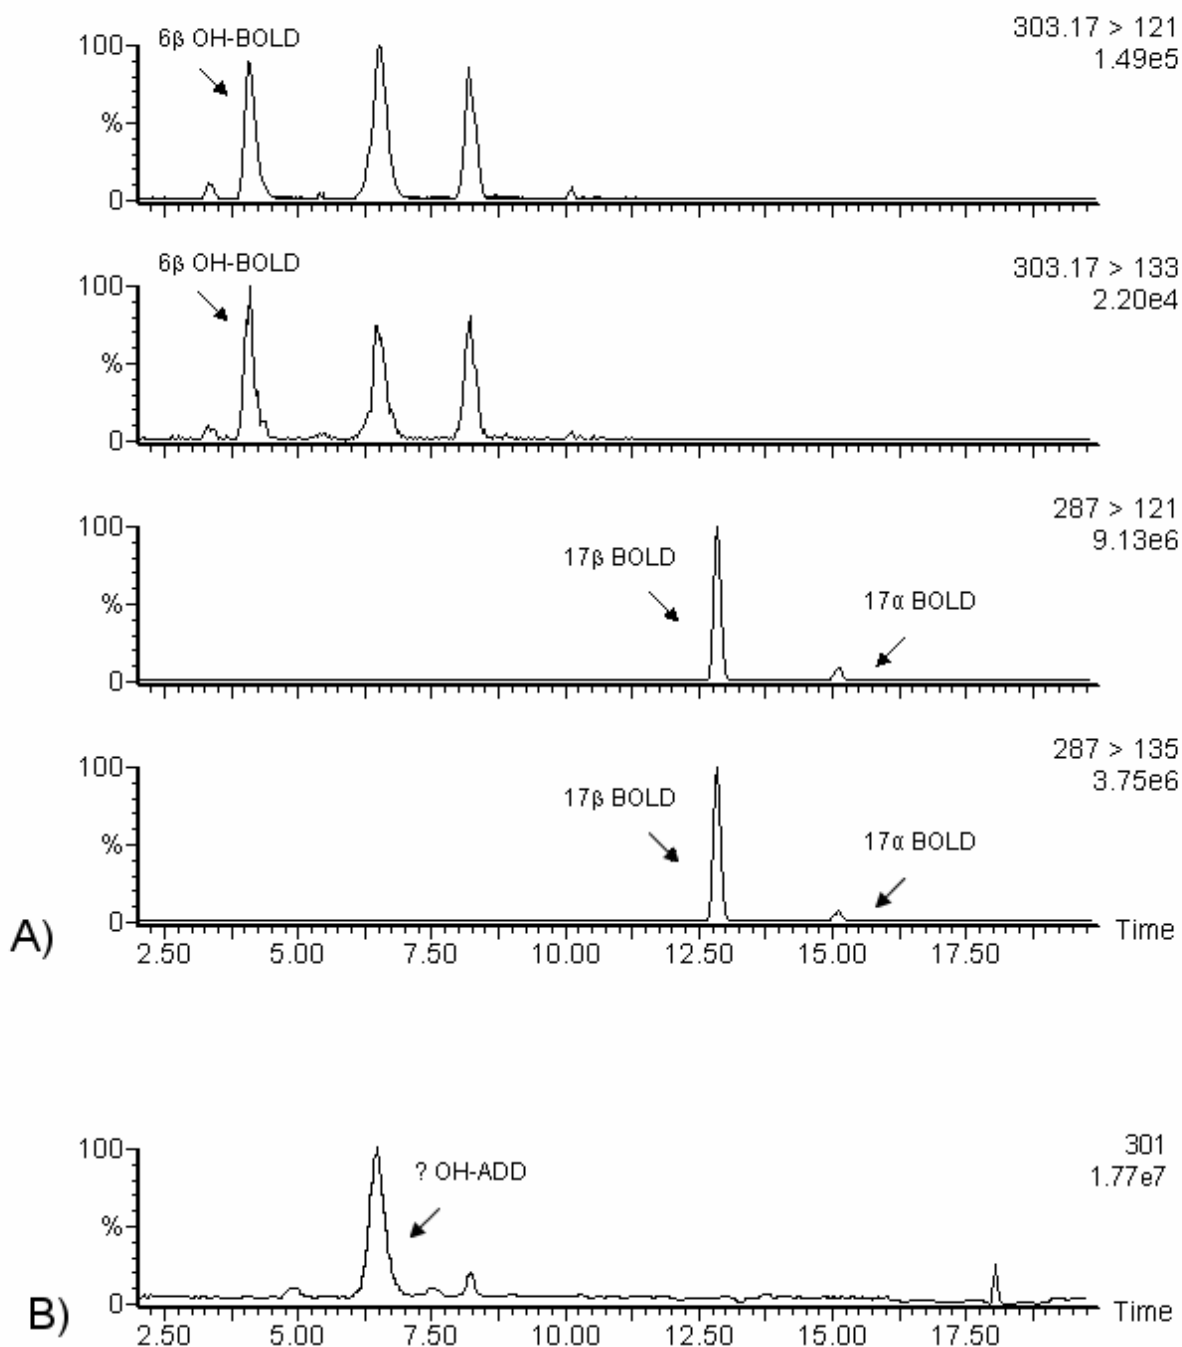 6β OH-BOLD
303.17 > 121
1.49e5
100
%
0
6β OH-BOLD
303.17 > 133
2.20e4
100
%
0
287 > 121
9.13e6
100
17β BOLD
17α BOLD
%
0
287 > 135
3.75e6
100
17β BOLD
17α BOLD
%
0
A)
Time
2.50 5.00 7.50 10.00 12.50 15.00 17.50
301
1.77e7
100
? OH-ADD
%
0
B)
Time
2.50 5.00 7.50 10.00 12.50 15.00 17.50